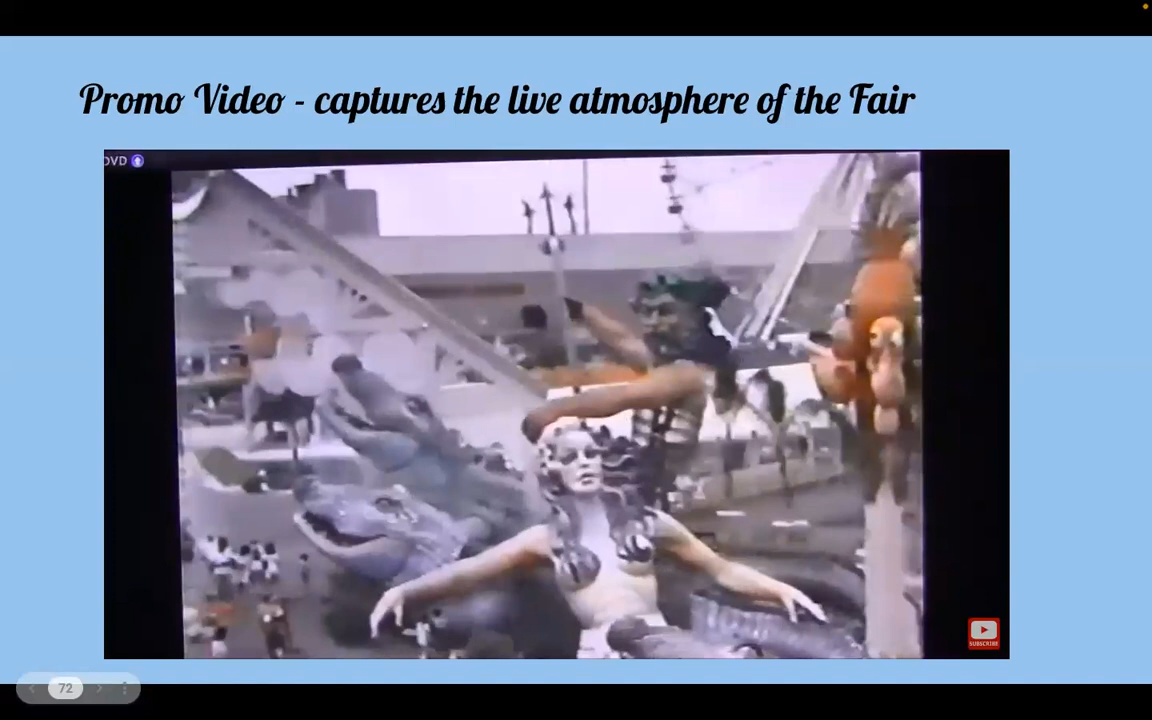 Promo Video - captures the live atmosphere of the Fair
DVD
SUBSCRIBE
72